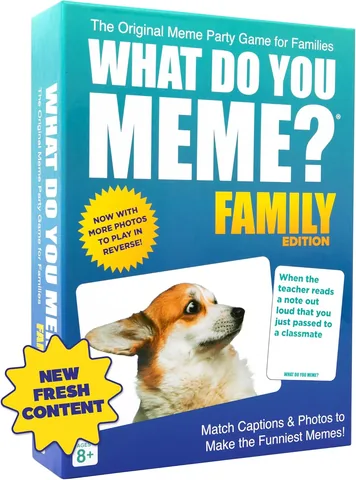 The Original Meme Party Game for Families
WHAT DO YOU
MEME?®
FAMILY
EDITION
NOW WITH
MORE PHOTOS
TO PLAY IN
REVERSE!
When the
teacher reads
a note out
loud that you
just passed to
a classmate
WHAT DO YOU MEME?
Match Captions & Photos to
Make the Funniest Memes!
WHAT DO YOU ME
The Original Meme Party Game for Families
FA
NEW
FRESH
CONTENT
AGES
8+